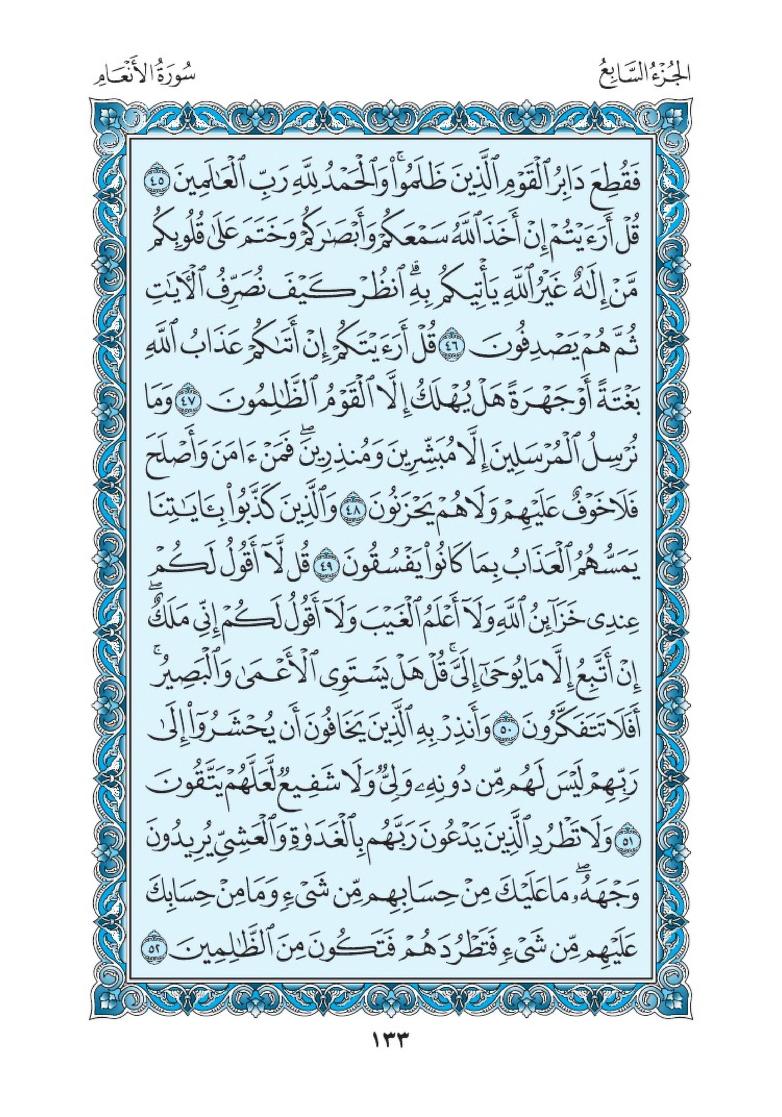 الجُزْءُ السَّابِعُ
سُورَةُ الأَنْعَامِ
فَقُطِعَ دَابِرُ ٱلْقَوْمِ ٱلَّذِينَ ظَلَمُوا۟ۚ وَٱلْحَمْدُ لِلَّهِ رَبِّ ٱلْعَٰلَمِينَ ٤٥
قُلْ أَرَءَيْتُمْ إِنْ أَخَذَ ٱللَّهُ سَمْعَكُمْ وَأَبْصَٰرَكُمْ وَخَتَمَ عَلَىٰ قُلُوبِكُم
مَّنْ إِلَٰهٌ غَيْرُ ٱللَّهِ يَأْتِيكُم بِهِۗ ٱنظُرْ كَيْفَ نُصَرِّفُ ٱلْءَايَٰتِ
ثُمَّ هُمْ يَصْدِفُونَ ٤٦ قُلْ أَرَءَيْتَكُمْ إِنْ أَتَىٰكُمْ عَذَابُ ٱللَّهِ
بَغْتَةً أَوْ جَهْرَةً هَلْ يُهْلَكُ إِلَّا ٱلْقَوْمُ ٱلظَّٰلِمُونَ ٤٧ وَمَا
نُرْسِلُ ٱلْمُرْسَلِينَ إِلَّا مُبَشِّرِينَ وَمُنذِرِينَۖ فَمَنْ ءَامَنَ وَأَصْلَحَ
فَلَا خَوْفٌ عَلَيْهِمْ وَلَا هُمْ يَحْزَنُونَ ٤٨ وَٱلَّذِينَ كَذَّبُوا۟ بِـَٔايَٰتِنَا
يَمَسُّهُمُ ٱلْعَذَابُ بِمَا كَانُوا۟ يَفْسُقُونَ ٤٩ قُل لَّآ أَقُولُ لَكُمْ
عِندِى خَزَآئِنُ ٱللَّهِ وَلَآ أَعْلَمُ ٱلْغَيْبَ وَلَآ أَقُولُ لَكُمْ إِنِّى مَلَكٌۖ
إِنْ أَتَّبِعُ إِلَّا مَا يُوحَىٰٓ إِلَىَّۚ قُلْ هَلْ يَسْتَوِى ٱلْأَعْمَىٰ وَٱلْبَصِيرُۚ
أَفَلَا تَتَفَكَّرُونَ ٥٠ وَأَنذِرْ بِهِ ٱلَّذِينَ يَخَافُونَ أَن يُحْشَرُوٓا۟ إِلَىٰ
رَبِّهِمْ لَيْسَ لَهُم مِّن دُونِهِۦ وَلِىٌّ وَلَا شَفِيعٌ لَّعَلَّهُمْ يَتَّقُونَ
٥١ وَلَا تَطْرُدِ ٱلَّذِينَ يَدْعُونَ رَبَّهُم بِٱلْغَدَوٰةِ وَٱلْعَشِىِّ يُرِيدُونَ
وَجْهَهُۥۖ مَا عَلَيْكَ مِنْ حِسَابِهِم مِّن شَىْءٍ وَمَا مِنْ حِسَابِكَ
عَلَيْهِم مِّن شَىْءٍ فَتَطْرُدَهُمْ فَتَكُونَ مِنَ ٱلظَّٰلِمِينَ ٥٢
١٣٣